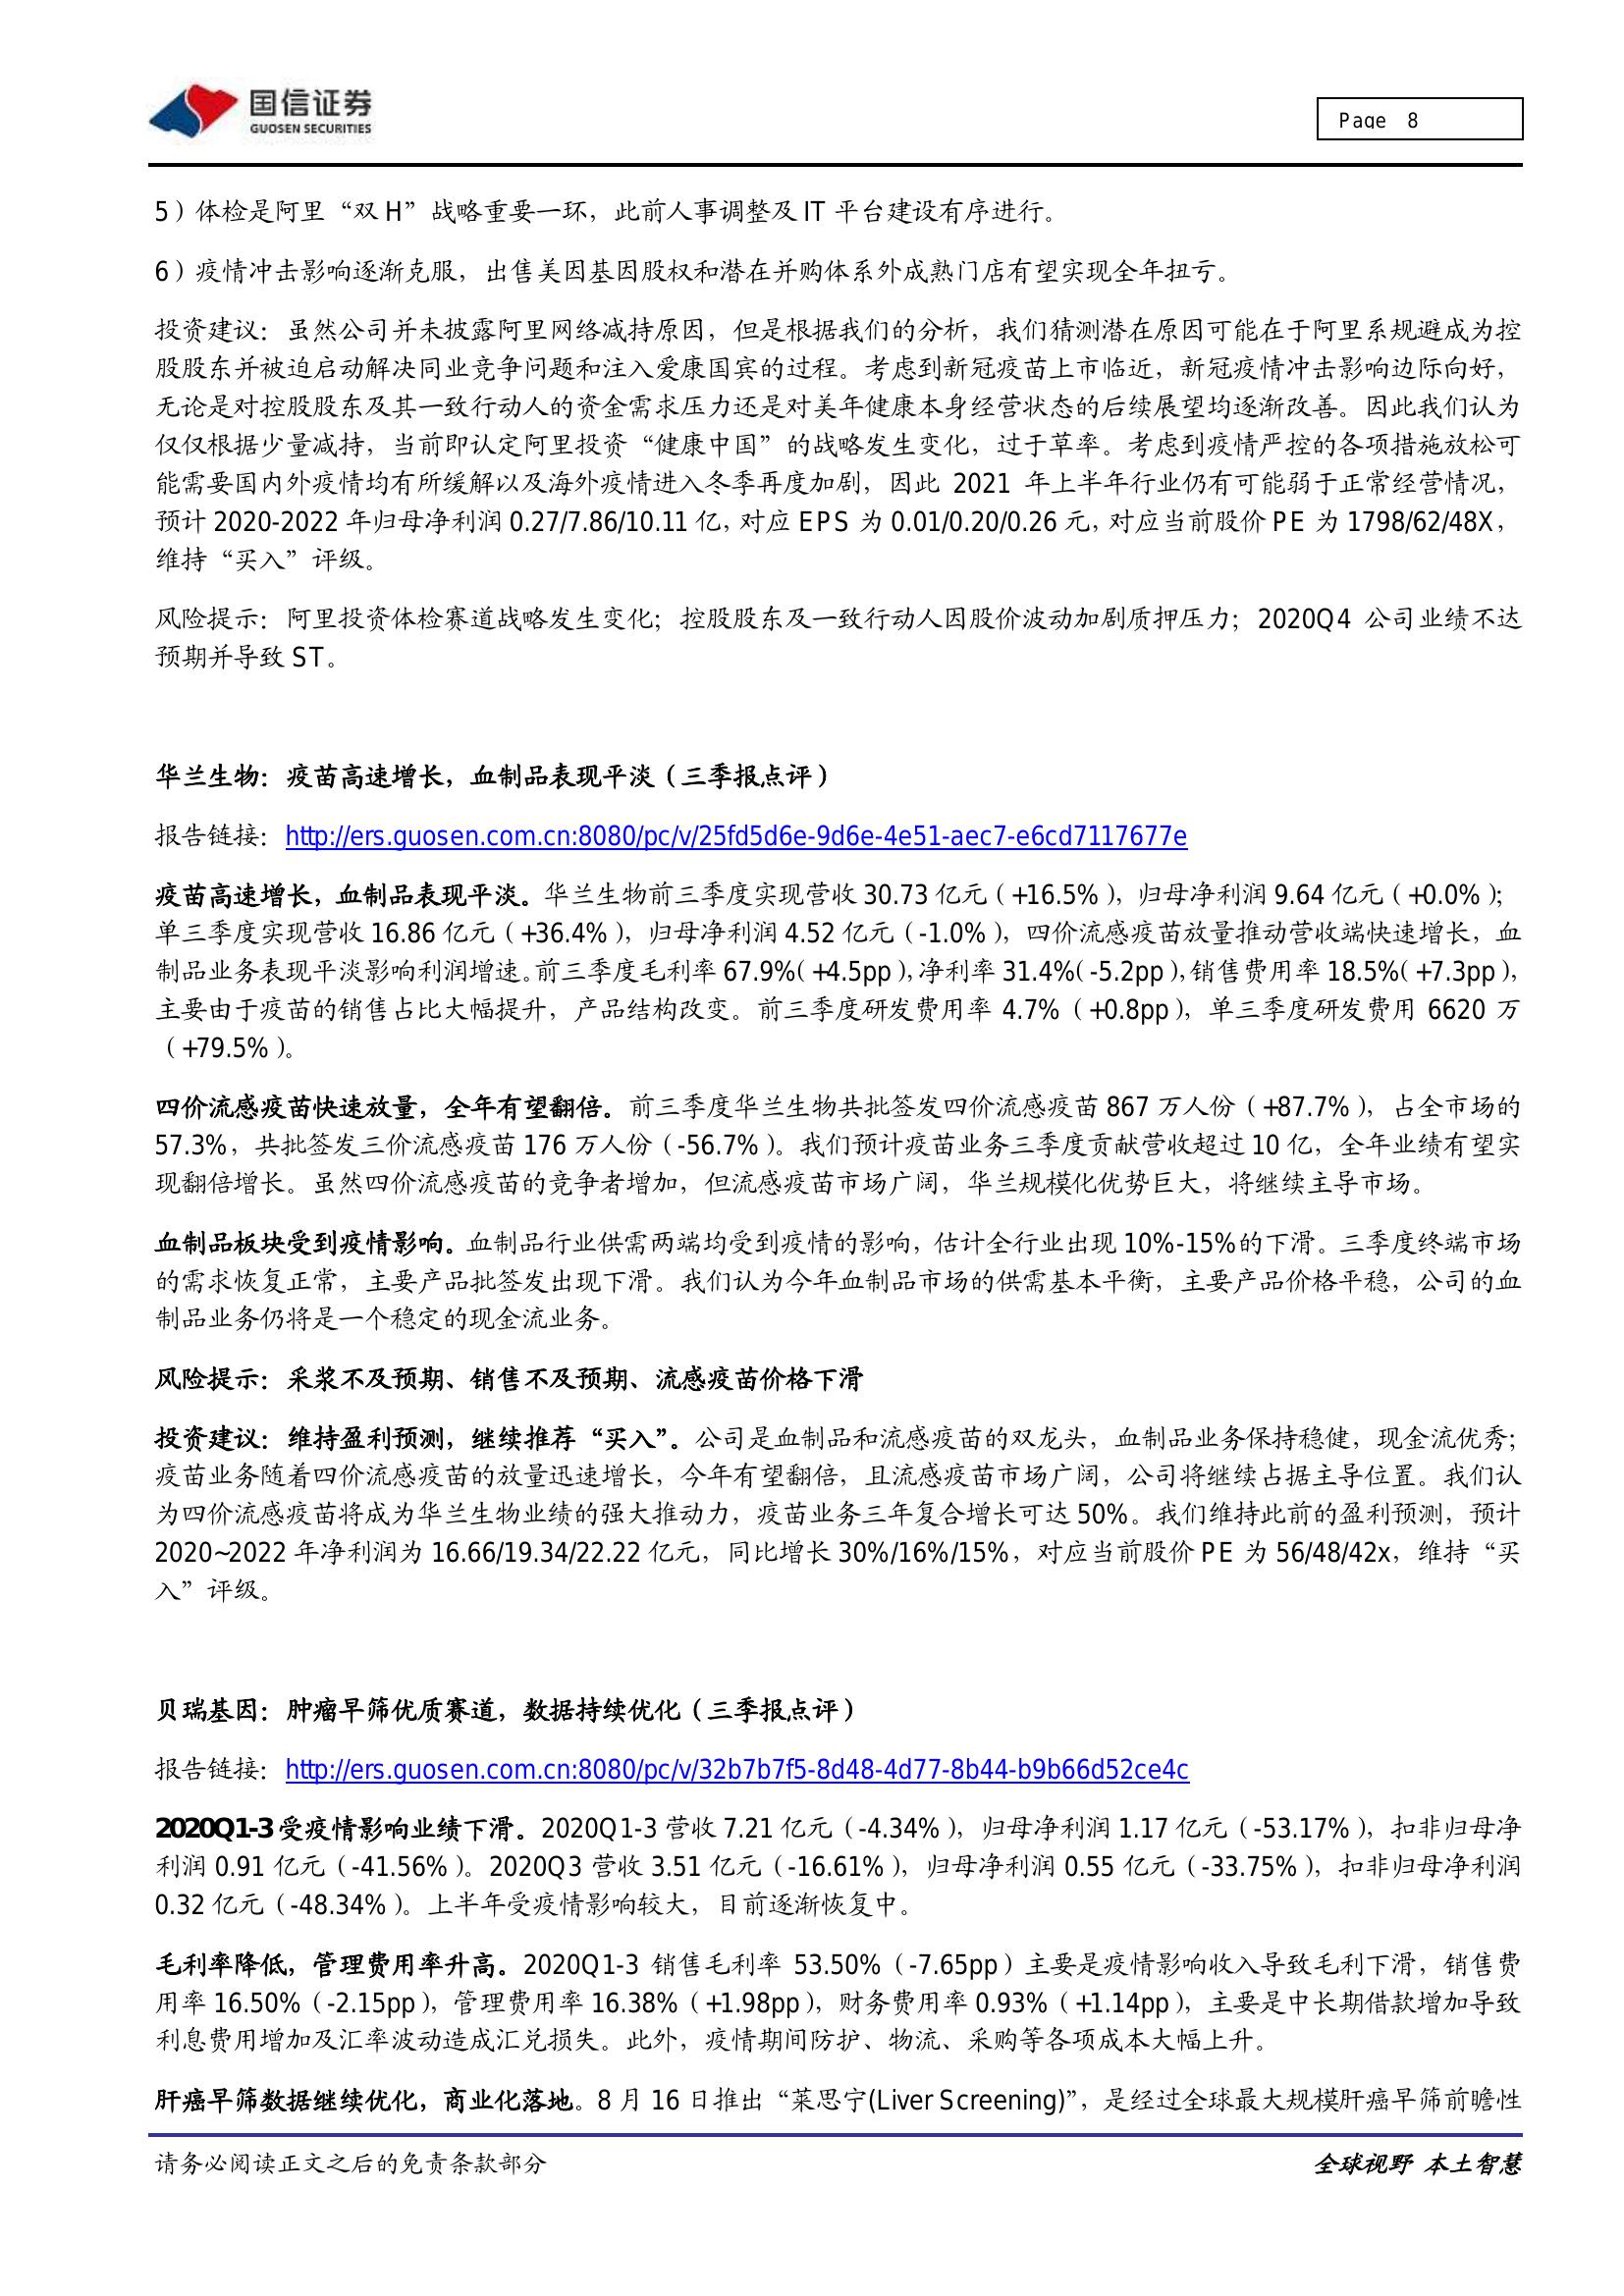 国信证券
GUOSEN SECURITIES
Page 8
5）体检是阿里“双 H”战略重要一环，此前人事调整及 IT 平台建设有序进行。
6）疫情冲击影响逐渐克服，出售美因基因股权和潜在并购体系外成熟门店有望实现全年扭亏。
投资建议：虽然公司并未披露阿里网络减持原因，但是根据我们的分析，我们猜测潜在原因可能在于阿里系规避成为控
股股东并被迫启动解决同业竞争问题和注入爱康国宾的过程。考虑到新冠疫苗上市临近，新冠疫情冲击影响边际向好，
无论是对控股股东及其一致行动人的资金需求压力还是对美年健康本身经营状态的后续展望均逐渐改善。因此我们认为
仅仅根据少量减持，当前即认定阿里投资“健康中国”的战略发生变化，过于草率。考虑到疫情严控的各项措施放松可
能需要国内外疫情均有所缓解以及海外疫情进入冬季再度加剧，因此 2021 年上半年行业仍有可能弱于正常经营情况，
预计 2020-2022 年归母净利润 0.27/7.86/10.11 亿，对应 EPS 为 0.01/0.20/0.26 元，对应当前股价 PE 为 1798/62/48X，
维持“买入”评级。
风险提示：阿里投资体检赛道战略发生变化；控股股东及一致行动人因股价波动加剧质押压力；2020Q4 公司业绩不达
预期并导致 ST。
华兰生物：疫苗高速增长，血制品表现平淡（三季报点评）
报告链接：http://ers.guosen.com.cn:8080/pc/v/25fd5d6e-9d6e-4e51-aec7-e6cd7117677e
疫苗高速增长，血制品表现平淡。华兰生物前三季度实现营收 30.73 亿元（+16.5%），归母净利润 9.64 亿元（+0.0%）；
单三季度实现营收 16.86 亿元（+36.4%），归母净利润 4.52 亿元（-1.0%），四价流感疫苗放量推动营收端快速增长，血
制品业务表现平淡影响利润增速。前三季度毛利率 67.9%（+4.5pp），净利率 31.4%（-5.2pp），销售费用率 18.5%（+7.3pp），
主要由于疫苗的销售占比大幅提升，产品结构改变。前三季度研发费用率 4.7%（+0.8pp），单三季度研发费用 6620 万
（+79.5%）。
四价流感疫苗快速放量，全年有望翻倍。前三季度华兰生物共批签发四价流感疫苗 867 万人份（+87.7%），占全市场的
57.3%，共批签发三价流感疫苗 176 万人份（-56.7%）。我们预计疫苗业务三季度贡献营收超过 10 亿，全年业绩有望实
现翻倍增长。虽然四价流感疫苗的竞争者增加，但流感疫苗市场广阔，华兰规模化优势巨大，将继续主导市场。
血制品板块受到疫情影响。血制品行业供需两端均受到疫情的影响，估计全行业出现 10%-15%的下滑。三季度终端市场
的需求恢复正常，主要产品批签发出现下滑。我们认为今年血制品市场的供需基本平衡，主要产品价格平稳，公司的血
制品业务仍将是一个稳定的现金流业务。
风险提示：采浆不及预期、销售不及预期、流感疫苗价格下滑
投资建议：维持盈利预测，继续推荐“买入”。公司是血制品和流感疫苗的双龙头，血制品业务保持稳健，现金流优秀；
疫苗业务随着四价流感疫苗的放量迅速增长，今年有望翻倍，且流感疫苗市场广阔，公司将继续占据主导位置。我们认
为四价流感疫苗将成为华兰生物业绩的强大推动力，疫苗业务三年复合增长可达 50%。我们维持此前的盈利预测，预计
2020~2022 年净利润为 16.66/19.34/22.22 亿元，同比增长 30%/16%/15%，对应当前股价 PE 为 56/48/42x，维持“买
入”评级。
贝瑞基因：肿瘤早筛优质赛道，数据持续优化（三季报点评）
报告链接：http://ers.guosen.com.cn:8080/pc/v/32b7b7f5-8d48-4d77-8b44-b9b66d52ce4c
2020Q1-3 受疫情影响业绩下滑。2020Q1-3 营收 7.21 亿元（-4.34%），归母净利润 1.17 亿元（-53.17%），扣非归母净
利润 0.91 亿元（-41.56%）。2020Q3 营收 3.51 亿元（-16.61%），归母净利润 0.55 亿元（-33.75%），扣非归母净利润
0.32 亿元（-48.34%）。上半年受疫情影响较大，目前逐渐恢复中。
毛利率降低，管理费用率升高。2020Q1-3 销售毛利率 53.50%（-7.65pp）主要是疫情影响收入导致毛利下滑，销售费
用率 16.50%（-2.15pp），管理费用率 16.38%（+1.98pp），财务费用率 0.93%（+1.14pp），主要是中长期借款增加导致
利息费用增加及汇率波动造成汇兑损失。此外，疫情期间防护、物流、采购等各项成本大幅上升。
肝癌早筛数据继续优化，商业化落地。8 月 16 日推出“莱思宁(Liver Screening)”，是经过全球最大规模肝癌早筛前瞻性
请务必阅读正文之后的免责条款部分
全球视野 本土智慧